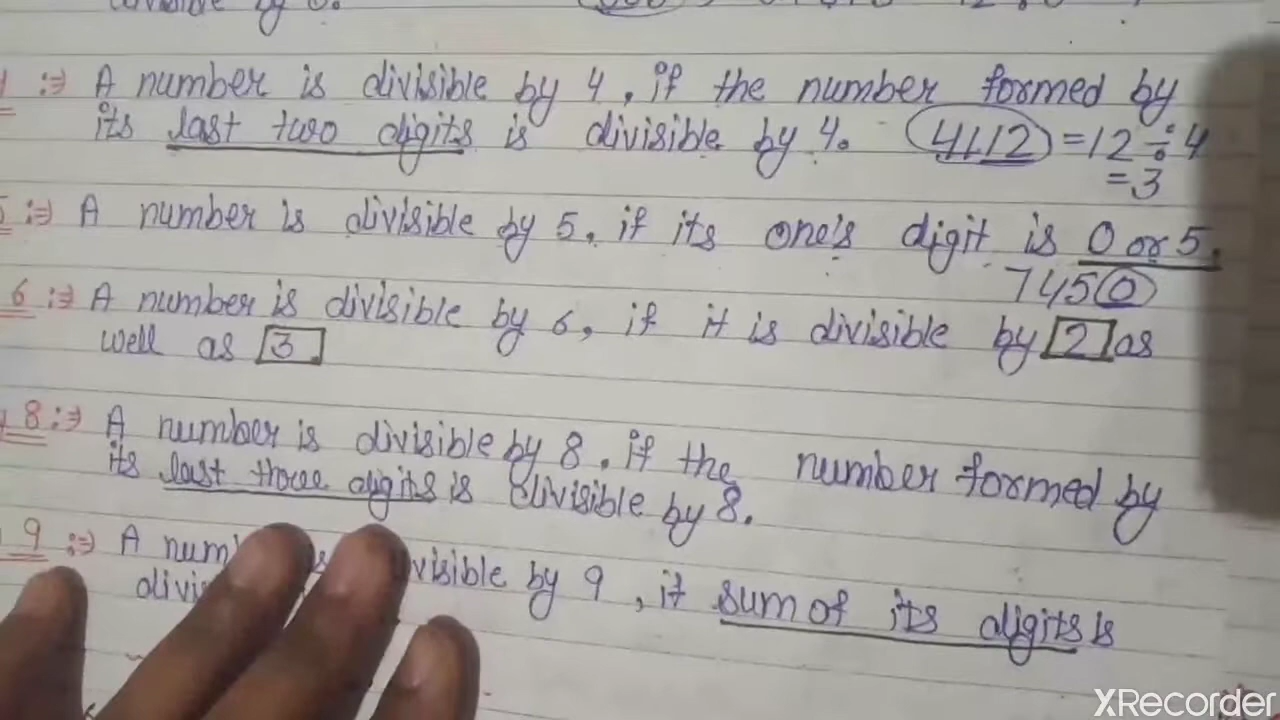 by
4 :⇒ A number is divisible by 4, if the number formed by
its last two digits is divisible by 4. 4112 = 12 ÷ 4
= 3
5 :⇒ A number is divisible by 5, if its one's digit is 0 or 5.
7450
6 :⇒ A number is divisible by 6, if it is divisible by 2 as
well as 3.
8 :⇒ A number is divisible by 8, if the number formed by
its last three digits is divisible by 8.
9 :⇒ A divisible by 9, if sum of its digits is
XRecorder